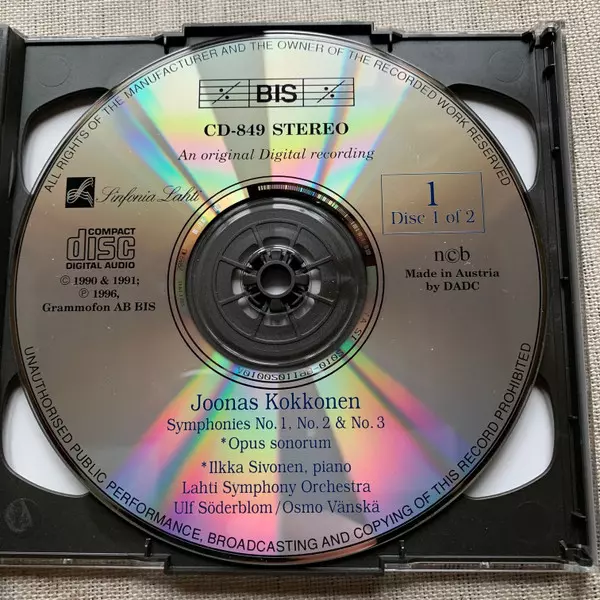 ALL RIGHTS OF THE MANUFACTURER AND THE OWNER OF THE RECORDED WORK RESERVED
BIS
CD-849 STEREO
An original Digital recording
Sinfonia Lahti
1
Disc 1 of 2
COMPACT
disc
DIGITAL AUDIO
© 1990 & 1991;
℗ 1996,
Grammofon AB BIS
ncb
Made in Austria
by DADC
Joonas Kokkonen
Symphonies No. 1, No. 2 & No. 3
*Opus sonorum
*Ilkka Sivonen, piano
Lahti Symphony Orchestra
Ulf Söderblom/Osmo Vänskä
UNAUTHORISED PUBLIC PERFORMANCE, BROADCASTING AND COPYING OF THIS RECORD PROHIBITED